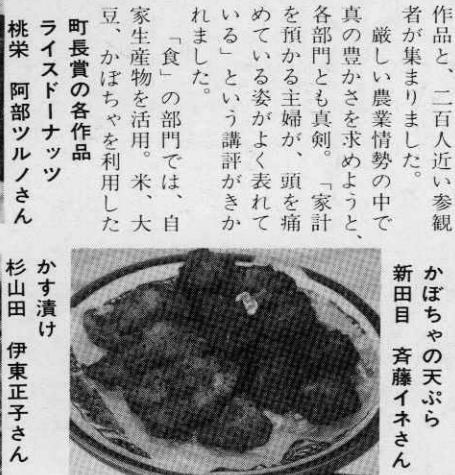 作品と、二百人近い参観
者が集まりました。
厳しい農業情勢の中で
真の豊かさを求めようと、
各部門とも真剣。「家計
を預かる主婦が、頭を痛
めている姿がよく表れて
いる」という講評がきか
れました。
「食」の部門では、自
家生産物を活用。米、大
豆、かぼちゃを利用した
町長賞の各作品
ライスドーナッツ
桃栄　阿部ツルノさん
かぼちゃの天ぷら
新田目　斉藤イネさん
かす漬け
杉山田　伊東正子さん